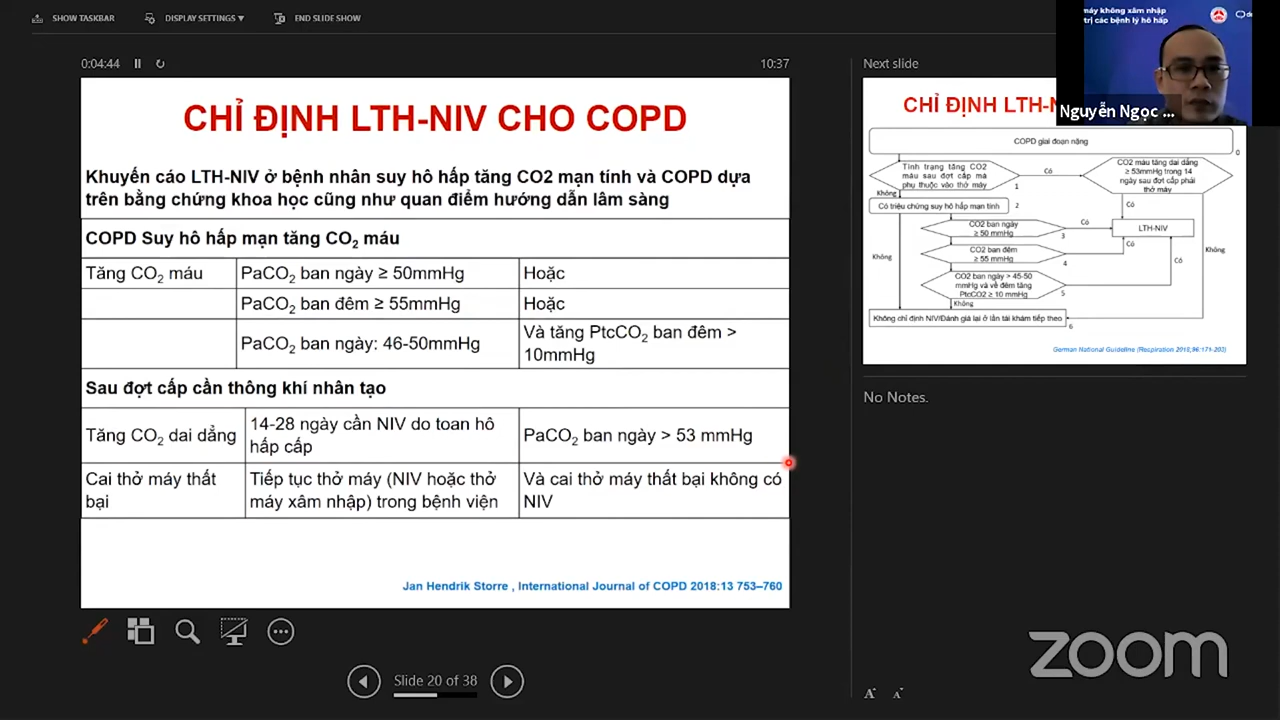 SHOW TASKBAR
DISPLAY SETTINGS ▼
END SLIDE SHOW
0:04:44
10:37
CHỈ ĐỊNH LTH-NIV CHO COPD
Khuyến cáo LTH-NIV ở bệnh nhân suy hô hấp tăng CO2 mạn tính và COPD dựa
trên bằng chứng khoa học cũng như quan điểm hướng dẫn lâm sàng
COPD Suy hô hấp mạn tăng CO₂ máu
Tăng CO₂ máu
PaCO₂ ban ngày ≥ 50mmHg
Hoặc
PaCO₂ ban đêm ≥ 55mmHg
Hoặc
PaCO₂ ban ngày: 46-50mmHg
Và tăng PtcCO₂ ban đêm >
10mmHg
Sau đợt cấp cần thông khí nhân tạo
Tăng CO₂ dai dẳng
14-28 ngày cần NIV do toan hô
hấp cấp
PaCO₂ ban ngày > 53 mmHg
Cai thở máy thất
bại
Tiếp tục thở máy (NIV hoặc thở
máy xâm nhập) trong bệnh viện
Và cai thở máy thất bại không có
NIV
Jan Hendrik Storre , International Journal of COPD 2018:13 753–760
Slide 20 of 38
Next slide
máy không xâm nhập
trị các bệnh lý hô hấp
Nguyễn Ngọc ...
CHỈ ĐỊNH LTH-N
COPD giai đoạn nặng
0
Tình trạng tăng CO2
máu sau đợt cấp mà
phụ thuộc vào thở máy
1
Có
CO2 máu tăng dai dẳng
≥ 53mmHg trong 14
ngày sau đợt cấp phải
thở máy
Không
Có triệu chứng suy hô hấp mạn tính
2
Có
CO2 ban ngày
≥ 50 mmHg
3
Có
LTH-NIV
CO2 ban đêm
≥ 55 mmHg
4
Có
Không
Không
CO2 ban ngày > 45-50
mmHg và về đêm tăng
PtcCO2 ≥ 10 mmHg
5
Có
Không
Không chỉ định NIV/Đánh giá lại ở lần tái khám tiếp theo
6
German National Guideline (Respiration 2018;96:171-203)
No Notes.
zoom